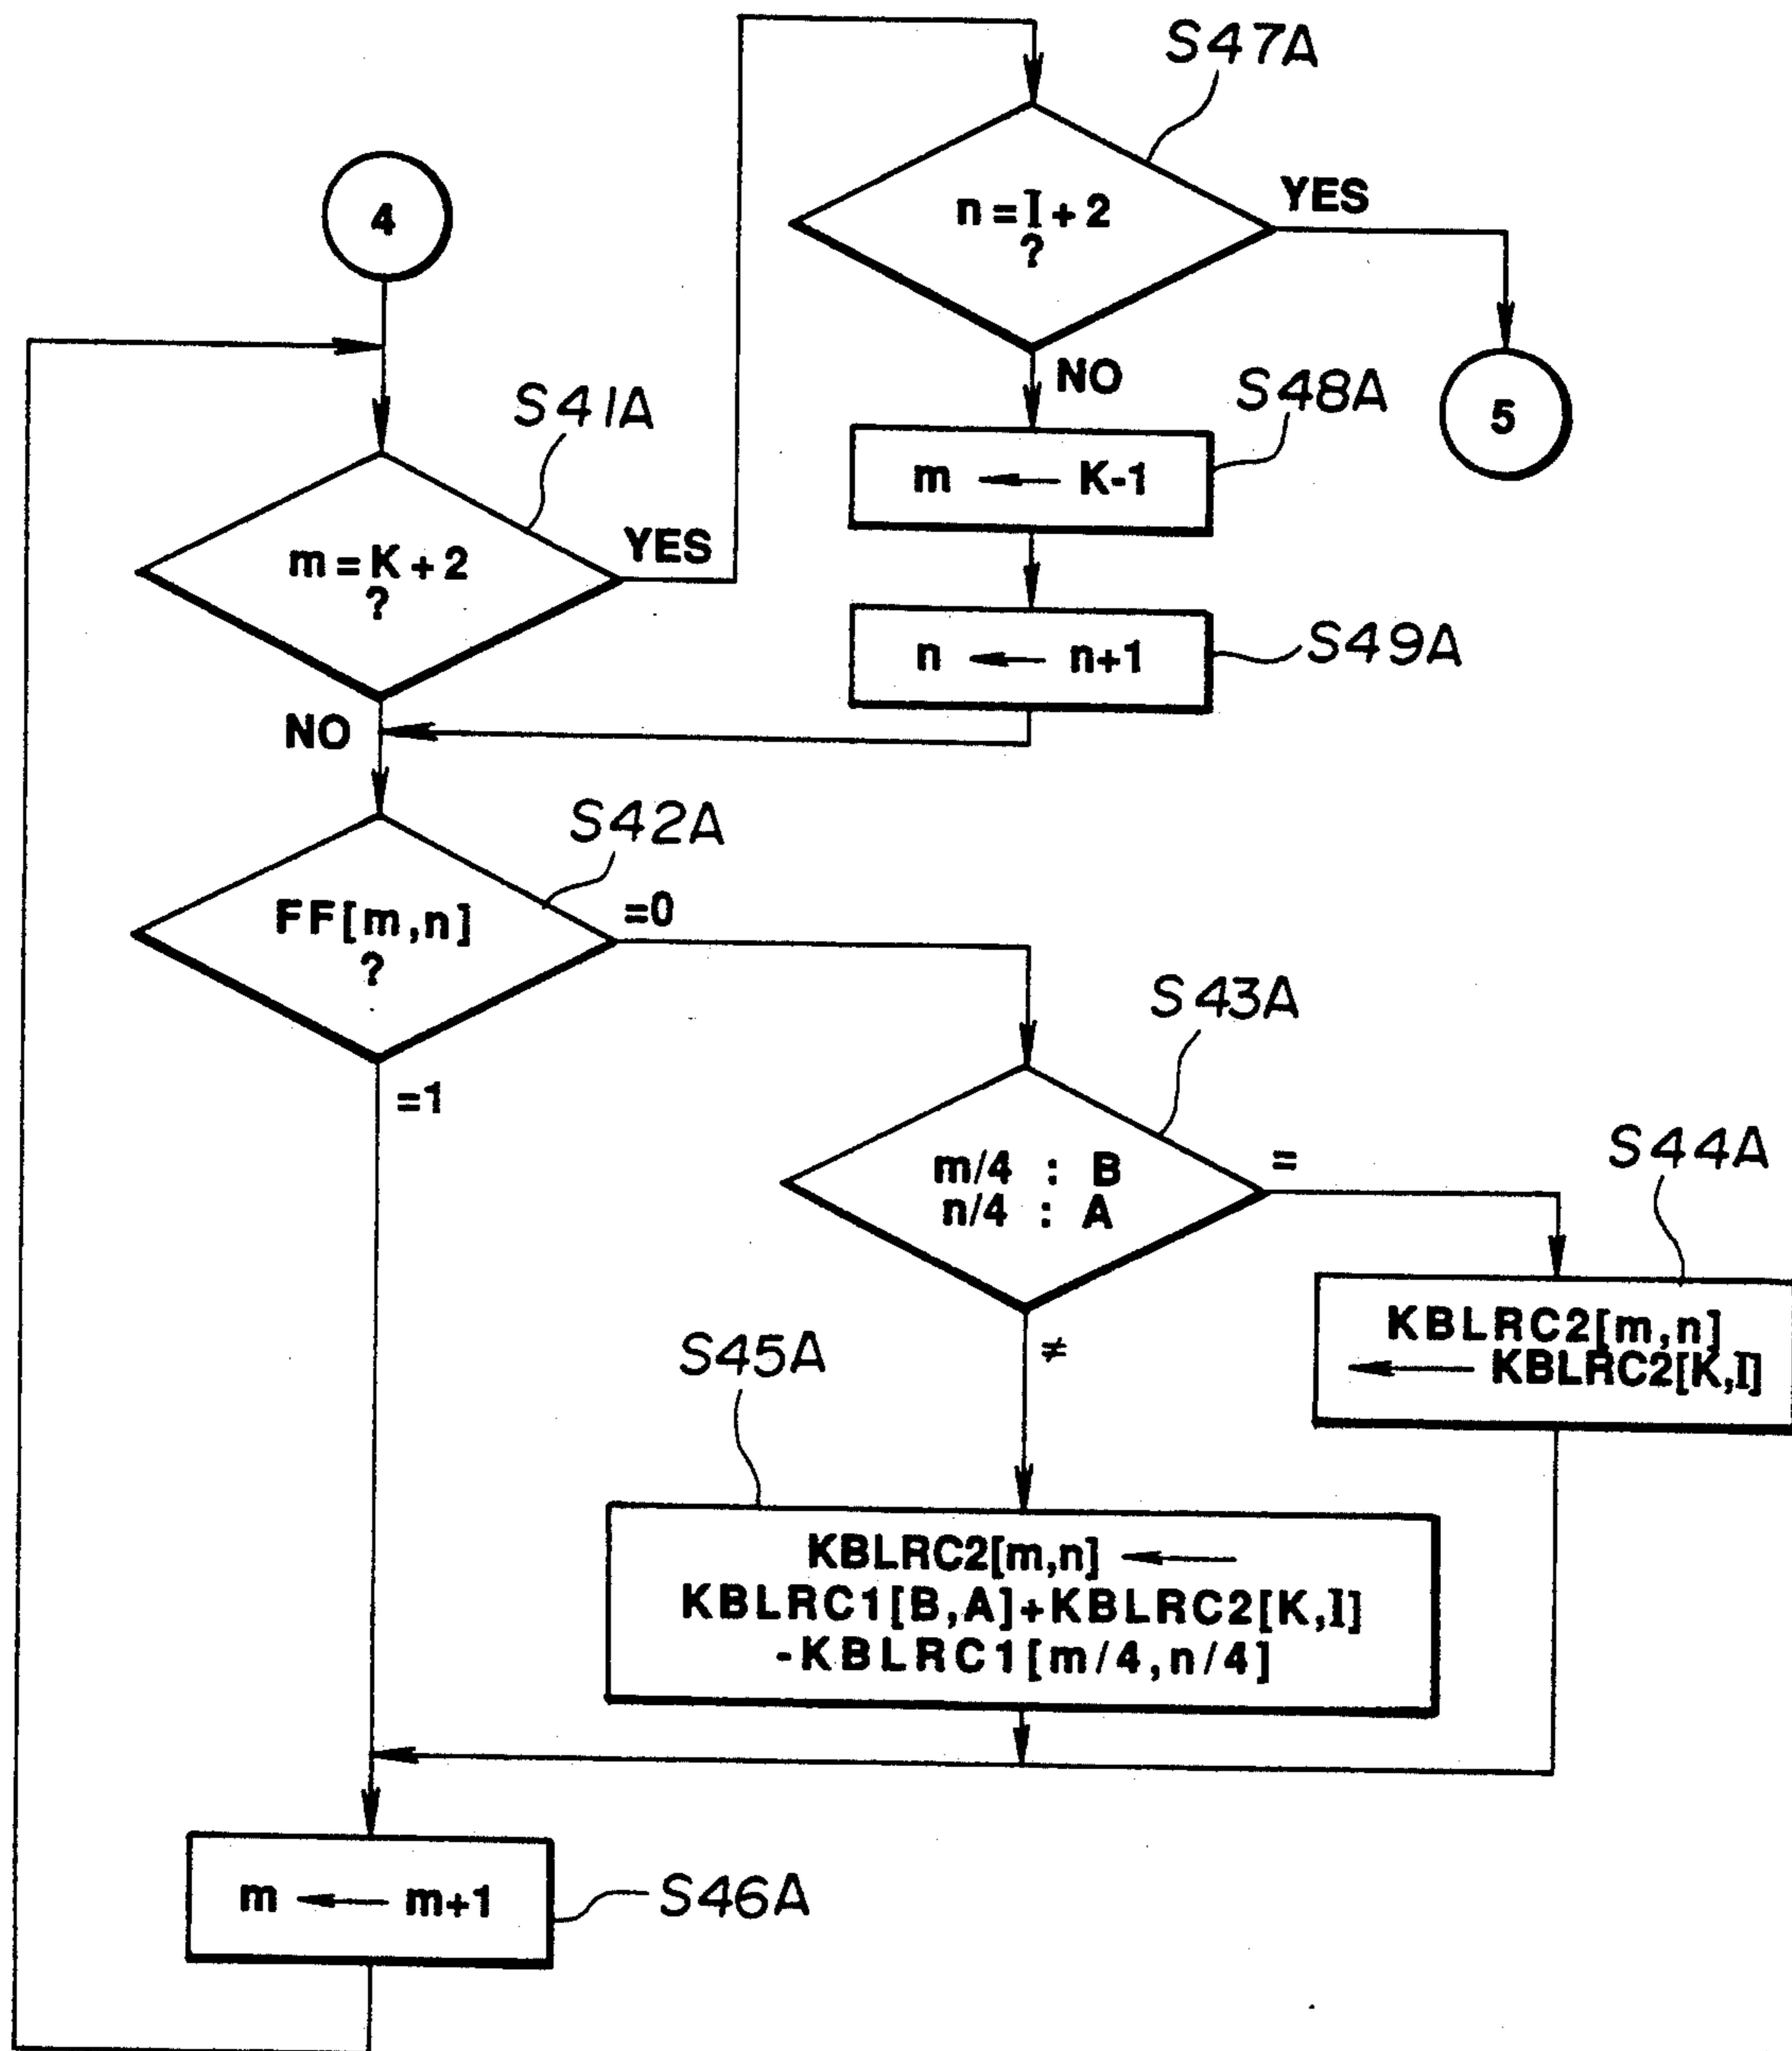 S47A
4
n = I + 2
?
YES
NO
S48A
5
S41A
m ← K-1
m = K + 2
?
YES
S49A
n ← n+1
NO
S42A
FF[m,n]
?
=0
=1
S43A
m/4 : B
n/4 : A
=
≠
S44A
KBLRC2[m,n]
← KBLRC2[K,I]
S45A
KBLRC2[m,n] ←
KBLRC1[B,A]+KBLRC2[K,I]
-KBLRC1[m/4,n/4]
m ← m+1
S46A